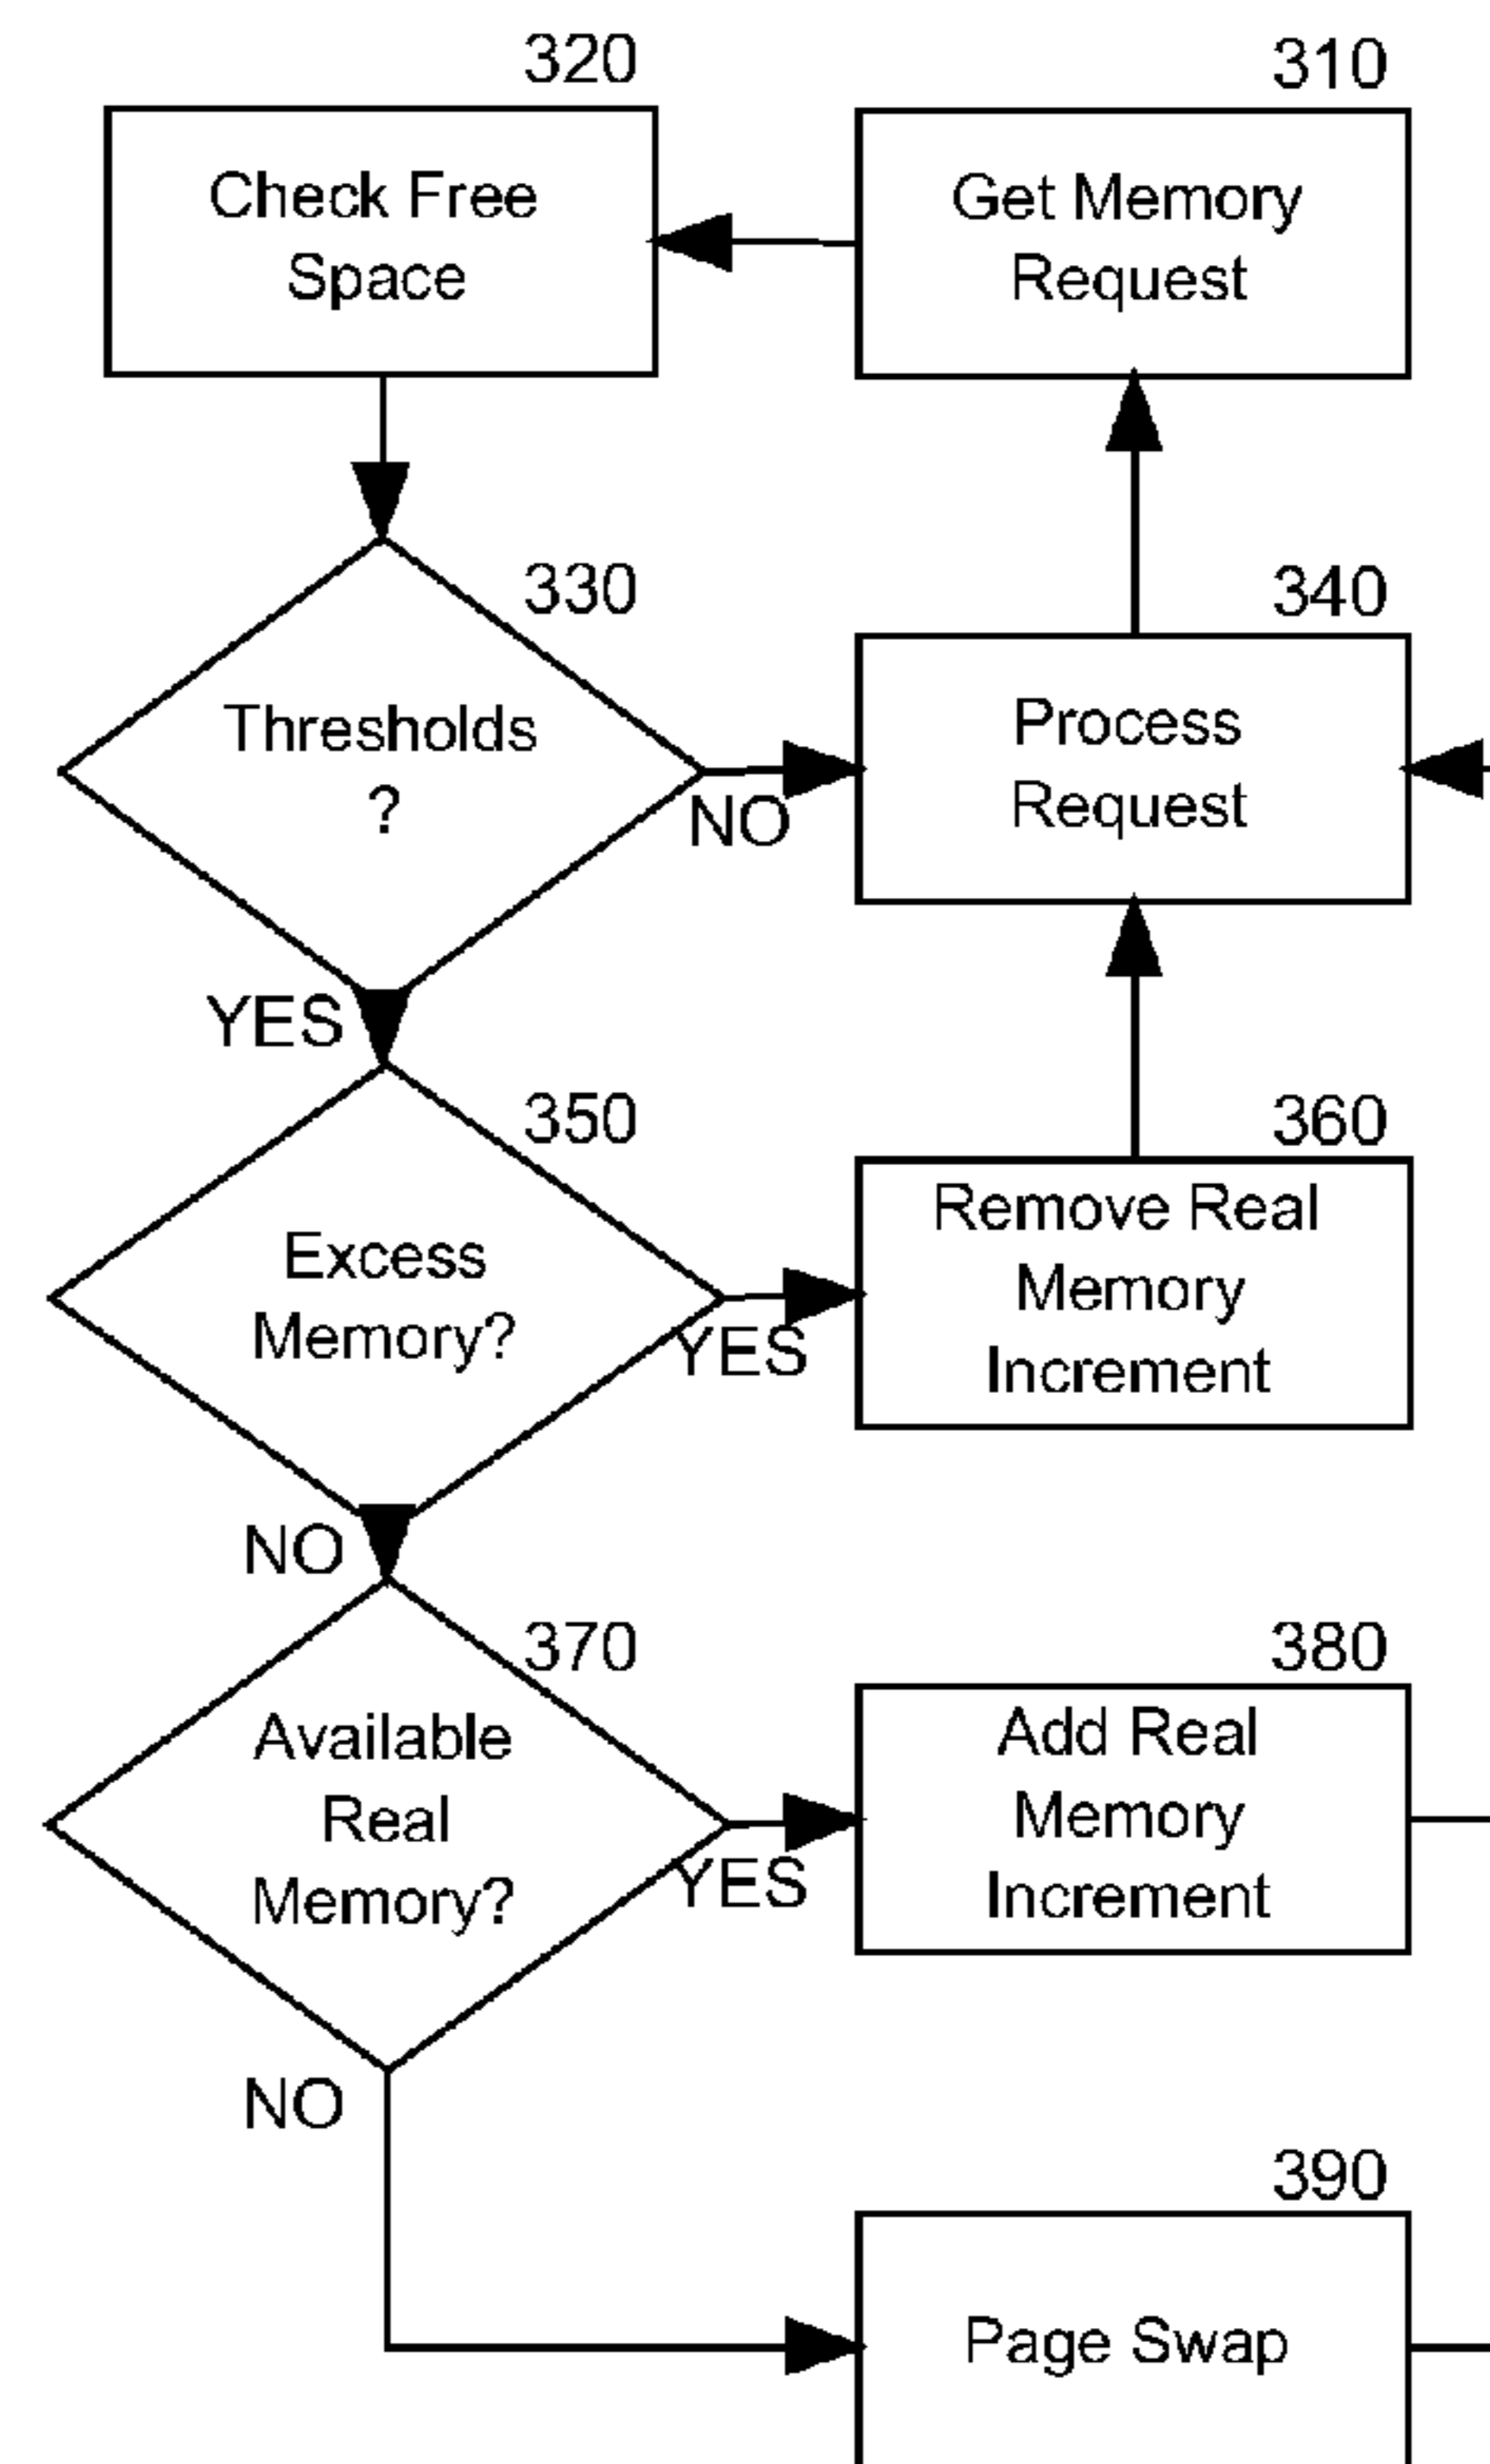 320
Check Free
Space
310
Get Memory
Request
330
Thresholds
?
NO
YES
340
Process
Request
350
Excess
Memory?
YES
NO
360
Remove Real
Memory
Increment
370
Available
Real
Memory?
YES
NO
380
Add Real
Memory
Increment
390
Page Swap